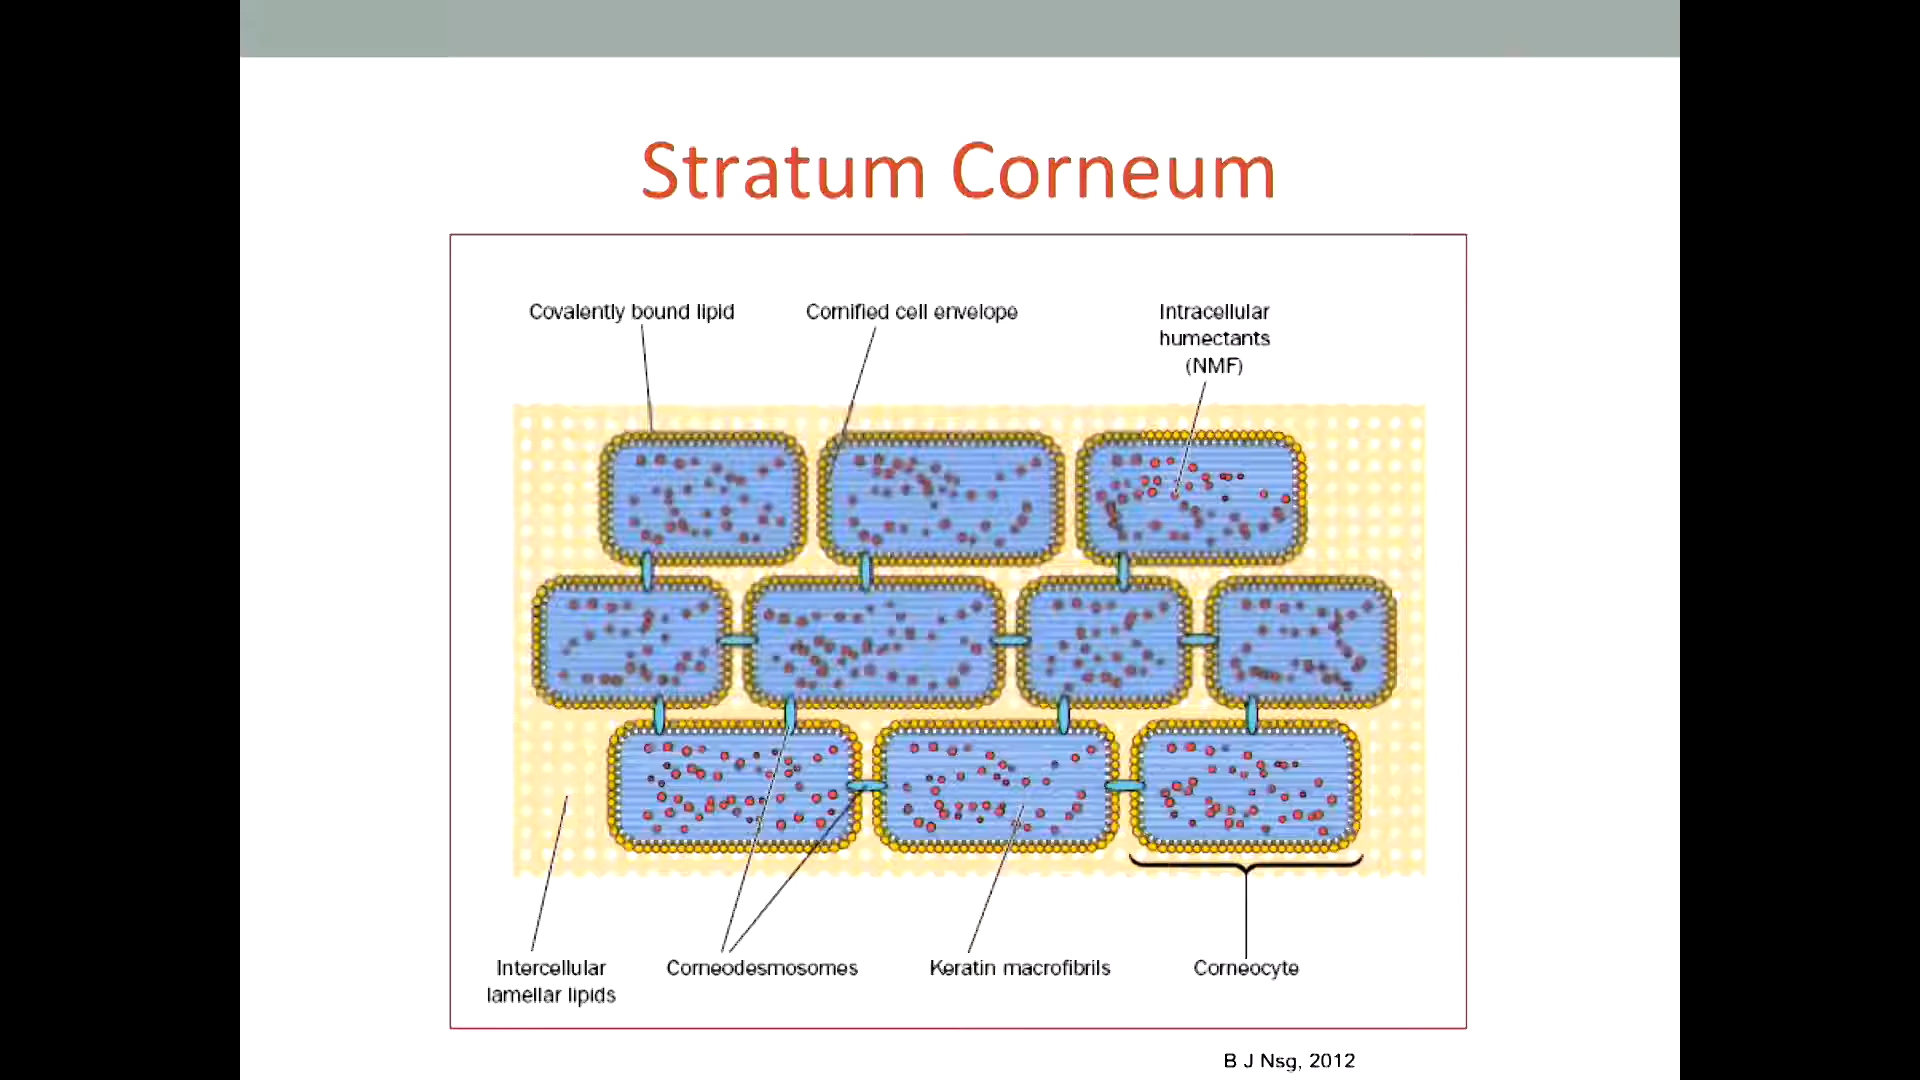 Stratum Corneum
Covalently bound lipid
Cornified cell envelope
Intracellular
humectants
(NMF)
Intercellular
lamellar lipids
Corneodesmosomes
Keratin macrofibrils
Corneocyte
B J Nsg, 2012